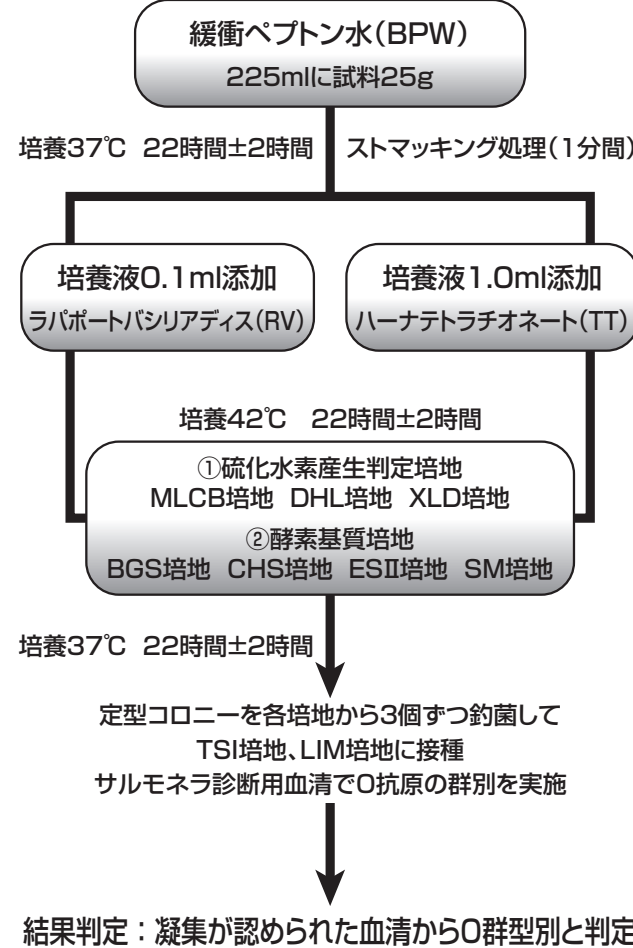 緩衝ペプトン水(BPW)
225mlに試料25g
培養37℃ 22時間±2時間
ストマッキング処理(1分間)
培養液0.1ml添加
ラパポートバシリアディス(RV)
培養液1.0ml添加
ハーナテトラチオネート(TT)
培養42℃ 22時間±2時間
①硫化水素産生判定培地
MLCB培地 DHL培地 XLD培地
②酵素基質培地
BGS培地 CHS培地 ESⅡ培地 SM培地
培養37℃ 22時間±2時間
定型コロニーを各培地から3個ずつ釣菌して
TSI培地、LIM培地に接種
サルモネラ診断用血清でO抗原の群別を実施
結果判定：凝集が認められた血清からO群型別と判定